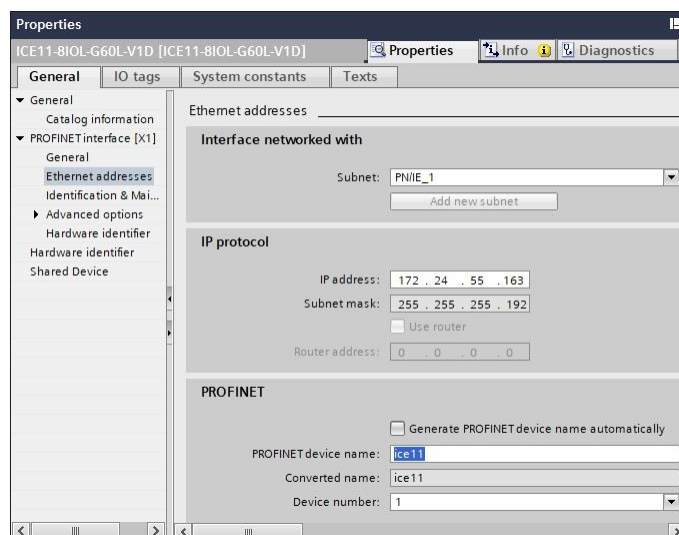 Properties
ICE11-8IOL-G60L-V1D [ICE11-8IOL-G60L-V1D]
Properties
Info
Diagnostics
General
IO tags
System constants
Texts
General
Catalog information
PROFINET interface [X1]
General
Ethernet addresses
Identification & Mai...
Advanced options
Hardware identifier
Hardware identifier
Shared Device
Ethernet addresses
Interface networked with
Subnet: PN/IE_1
Add new subnet
IP protocol
IP address: 172 . 24 . 55 . 163
Subnet mask: 255 . 255 . 255 . 192
Use router
Router address: 0 . 0 . 0 . 0
PROFINET
Generate PROFINET device name automatically
PROFINET device name: ice11
Converted name: ice11
Device number: 1